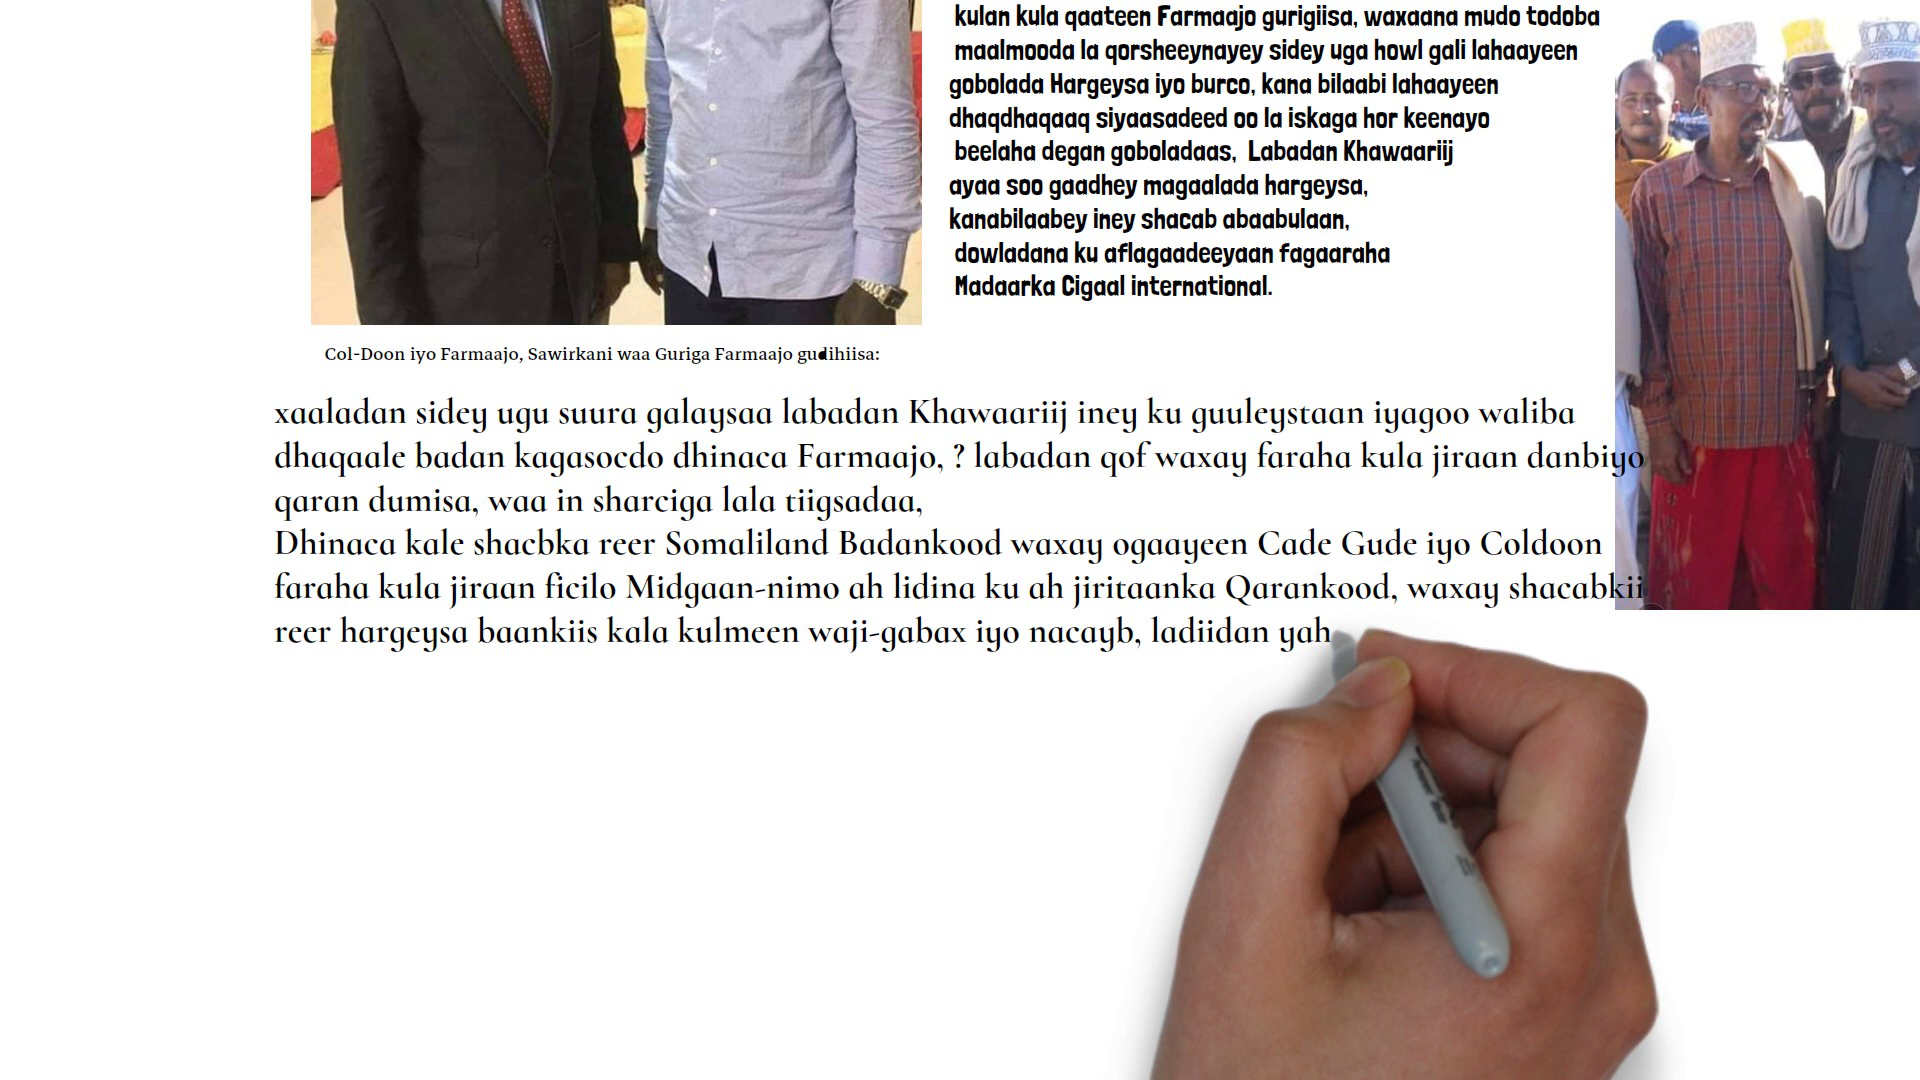 kulan kula qaateen Farmaajo gurigiisa, waxaana mudo todoba
maalmooda la qorsheeynayey sidey uga howl gali lahaayeen
gobolada Hargeysa iyo burco, kana bilaabi lahaayeen
dhaqdhaqaaq siyaasadeed oo la iskaga hor keenayo
beelaha degan goboladaas, Labadan Khawaariij
ayaa soo gaadhey magaalada hargeysa,
kanabilaabey iney shacab abaabulaan,
dowladana ku aflagaadeeyaan fagaaraha
Madaarka Cigaal international.
Col-Doon iyo Farmaajo, Sawirkani waa Guriga Farmaajo gudihiisa:
xaaladan sidey ugu suura galaysaa labadan Khawaariij iney ku guuleystaan iyagoo waliba
dhaqaale badan kagasocdo dhinaca Farmaajo, ? labadan qof waxay faraha kula jiraan danbiyo
qaran dumisa, waa in sharciga lala tiigsadaa,
Dhinaca kale shacbka reer Somaliland Badankood waxay ogaayeen Cade Gude iyo Coldoon
faraha kula jiraan ficilo Midgaan-nimo ah lidina ku ah jiritaanka Qarankood, waxay shacabkii
reer hargeysa baankiis kala kulmeen waji-gabax iyo nacayb, ladiidan yah